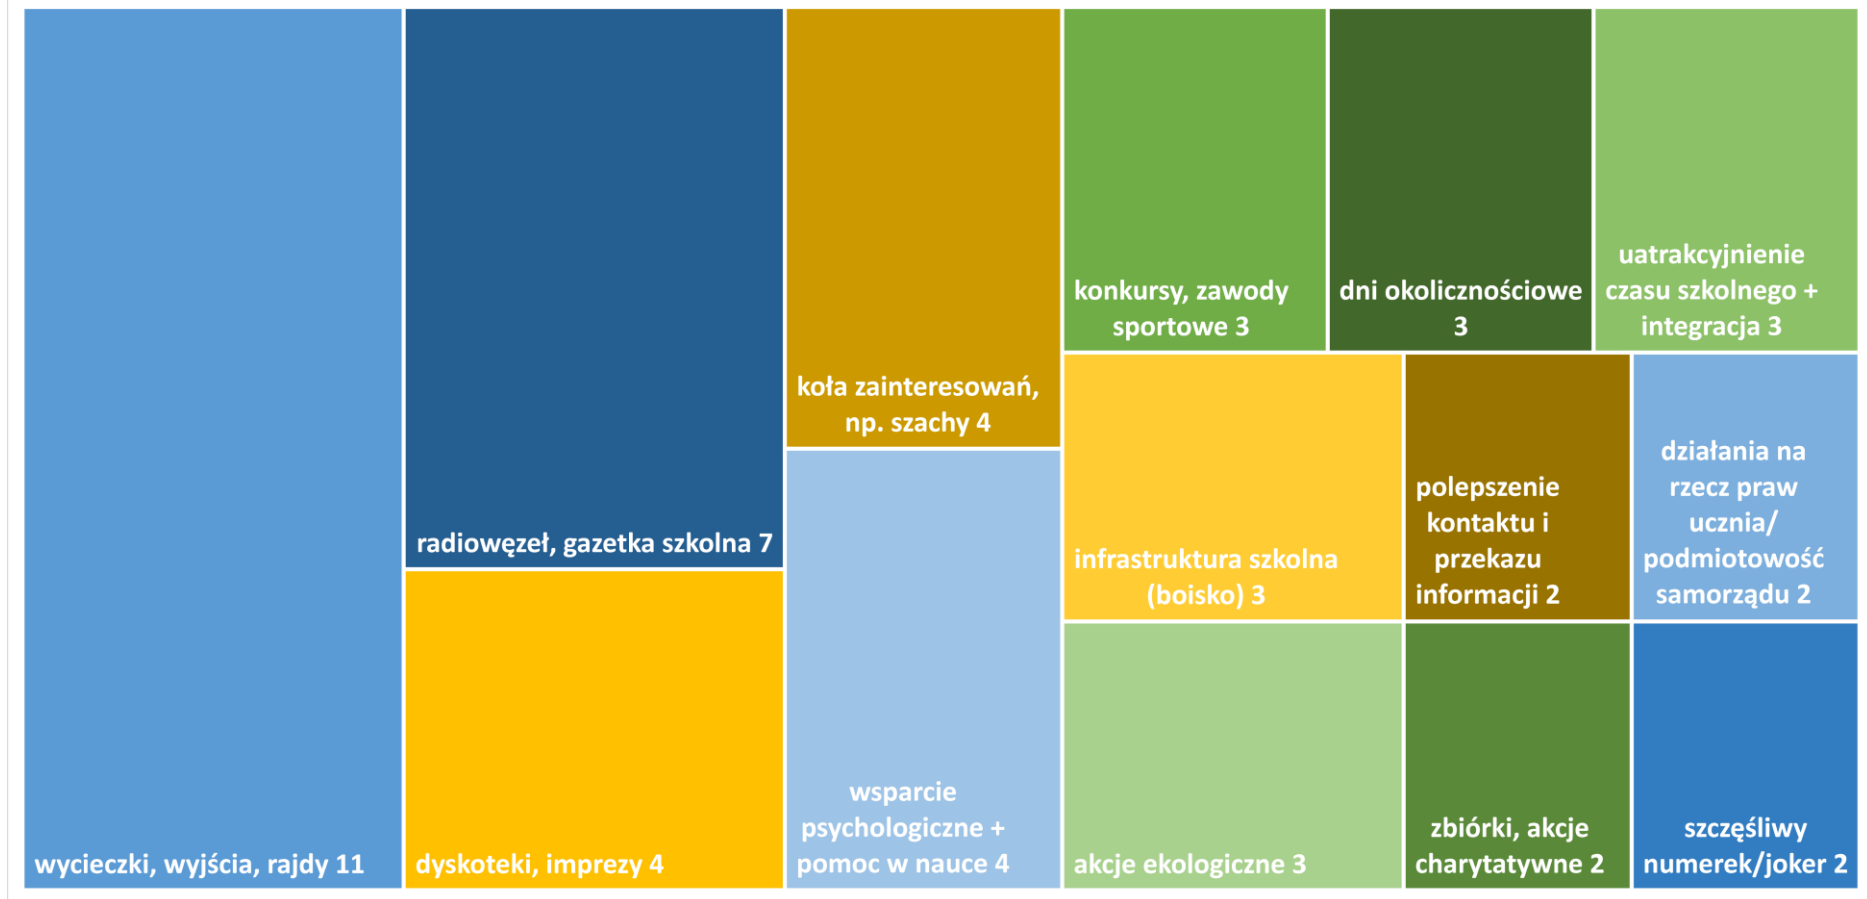 wycieczki, wyjścia, rajdy 11
radiowęzeł, gazetka szkolna 7
dyskoteki, imprezy 4
koła zainteresowań,
np. szachy 4
wsparcie
psychologiczne +
pomoc w nauce 4
konkursy, zawody
sportowe 3
dni okolicznościowe
3
uatrakcyjnienie
czasu szkolnego +
integracja 3
infrastruktura szkolna
(boisko) 3
polepszenie
kontaktu i
przekazu
informacji 2
działania na
rzecz praw
ucznia/
podmiotowość
samorządu 2
akcje ekologiczne 3
zbiórki, akcje
charytatywne 2
szczęśliwy
numerek/joker 2